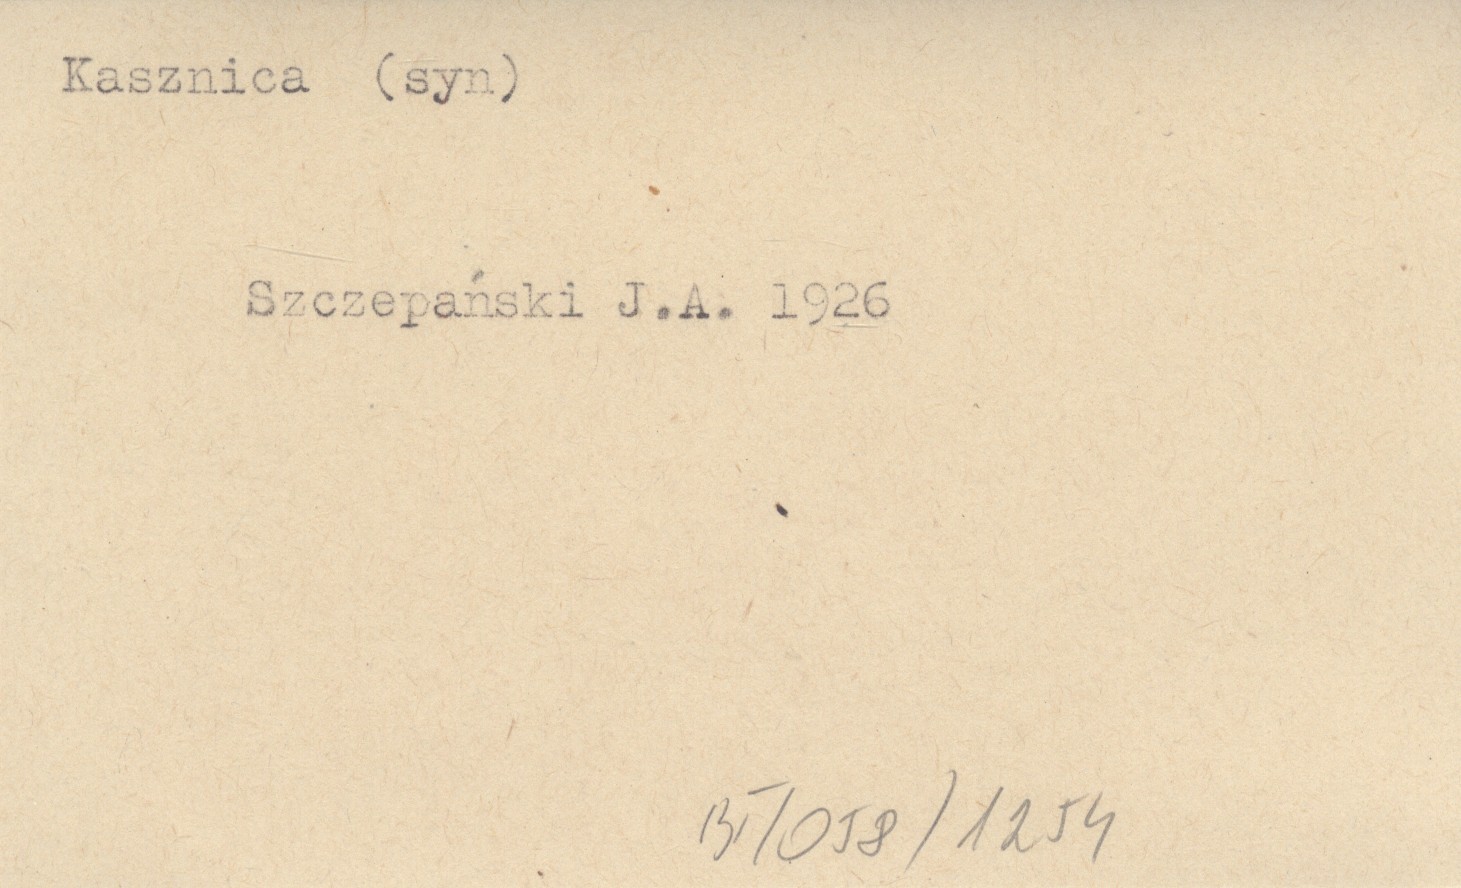 Kasznica (syn)
Szczepański J.A. 1926
BT/058/1254